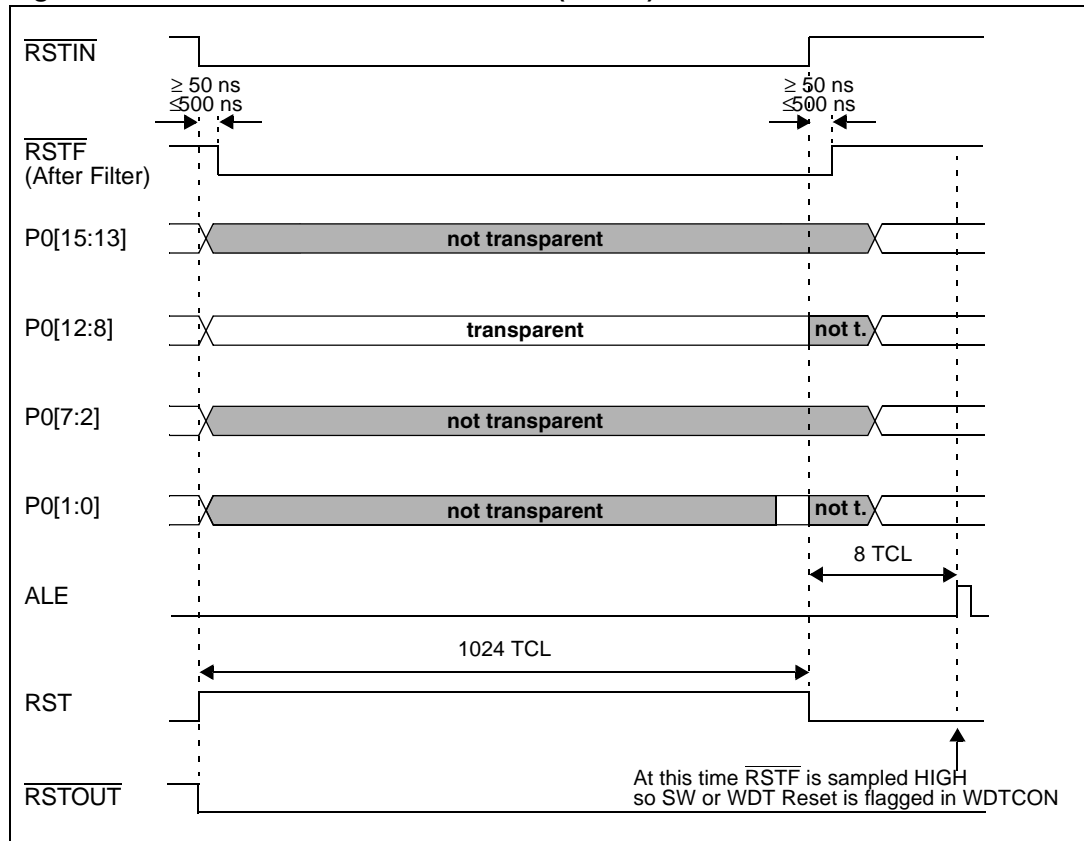 RSTIN
≥ 50 ns
≤500 ns
≥ 50 ns
≤500 ns
RSTF
(After Filter)
P0[15:13]
not transparent
P0[12:8]
transparent
not t.
P0[7:2]
not transparent
P0[1:0]
not transparent
not t.
8 TCL
ALE
1024 TCL
RST
At this time RSTF is sampled HIGH
so SW or WDT Reset is flagged in WDTCON
RSTOUT